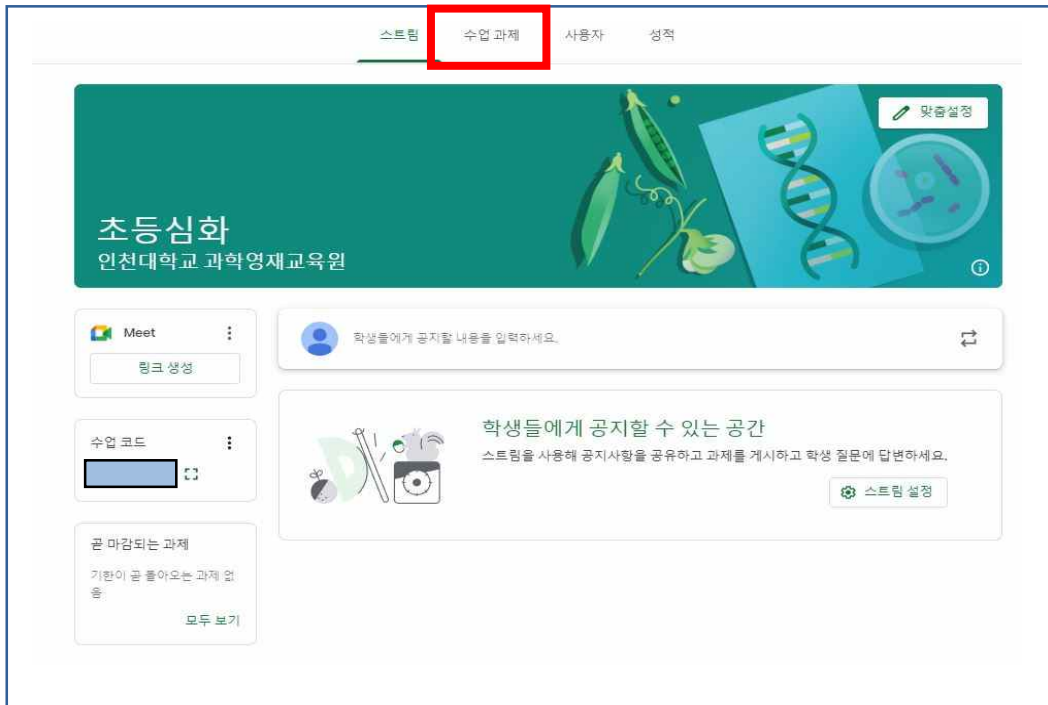 스트림 수업 과제 사용자 성적
맞춤설정
초등심화
인천대학교 과학영재교육원
Meet
링크 생성
학생들에게 공지할 내용을 입력하세요.
수업 코드
학생들에게 공지할 수 있는 공간
스트림을 사용해 공지사항을 공유하고 과제를 게시하고 학생 질문에 답변하세요.
스트림 설정
곧 마감되는 과제
기한이 곧 돌아오는 과제 없
음
모두 보기